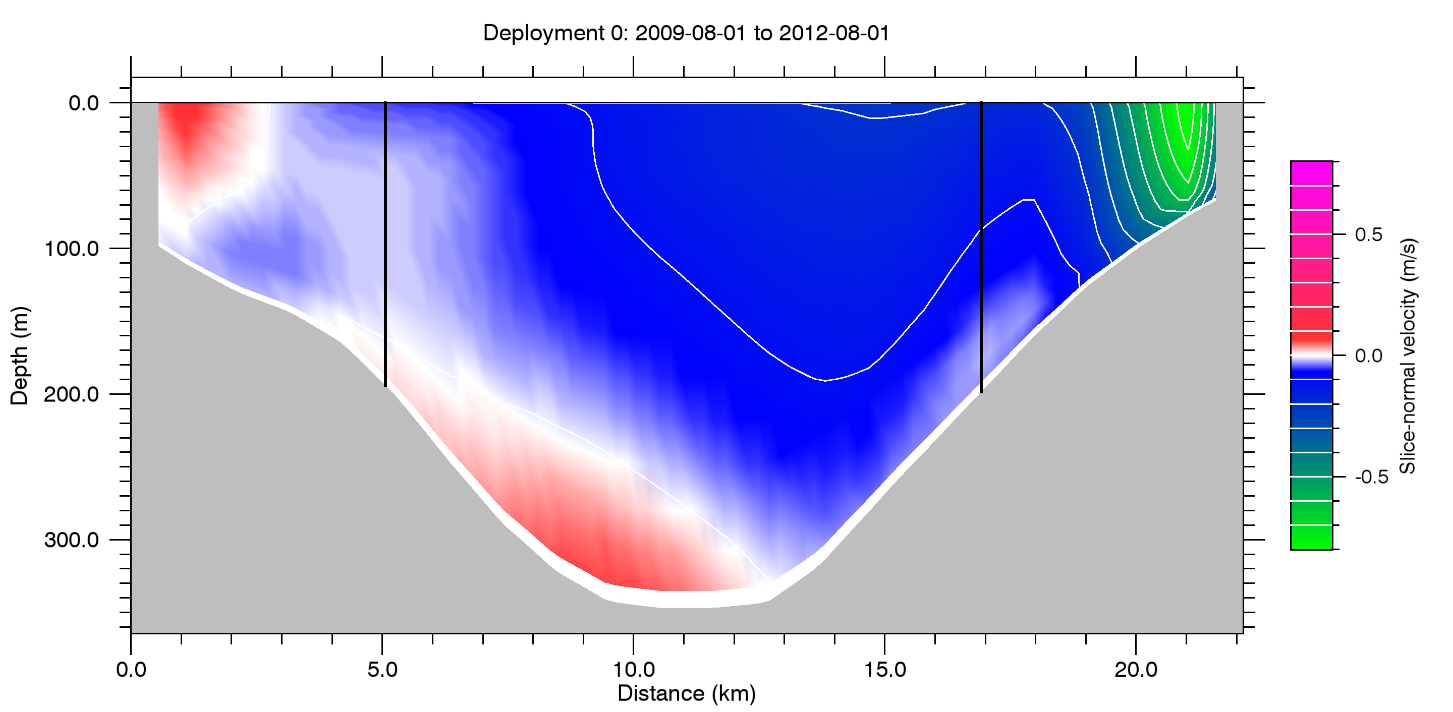 Deployment 0: 2009-08-01 to 2012-08-01
0.0
100.0
200.0
300.0
Depth (m)
0.0 5.0 10.0 15.0 20.0
Distance (km)
0.5
0.0
-0.5
Slice-normal velocity (m/s)